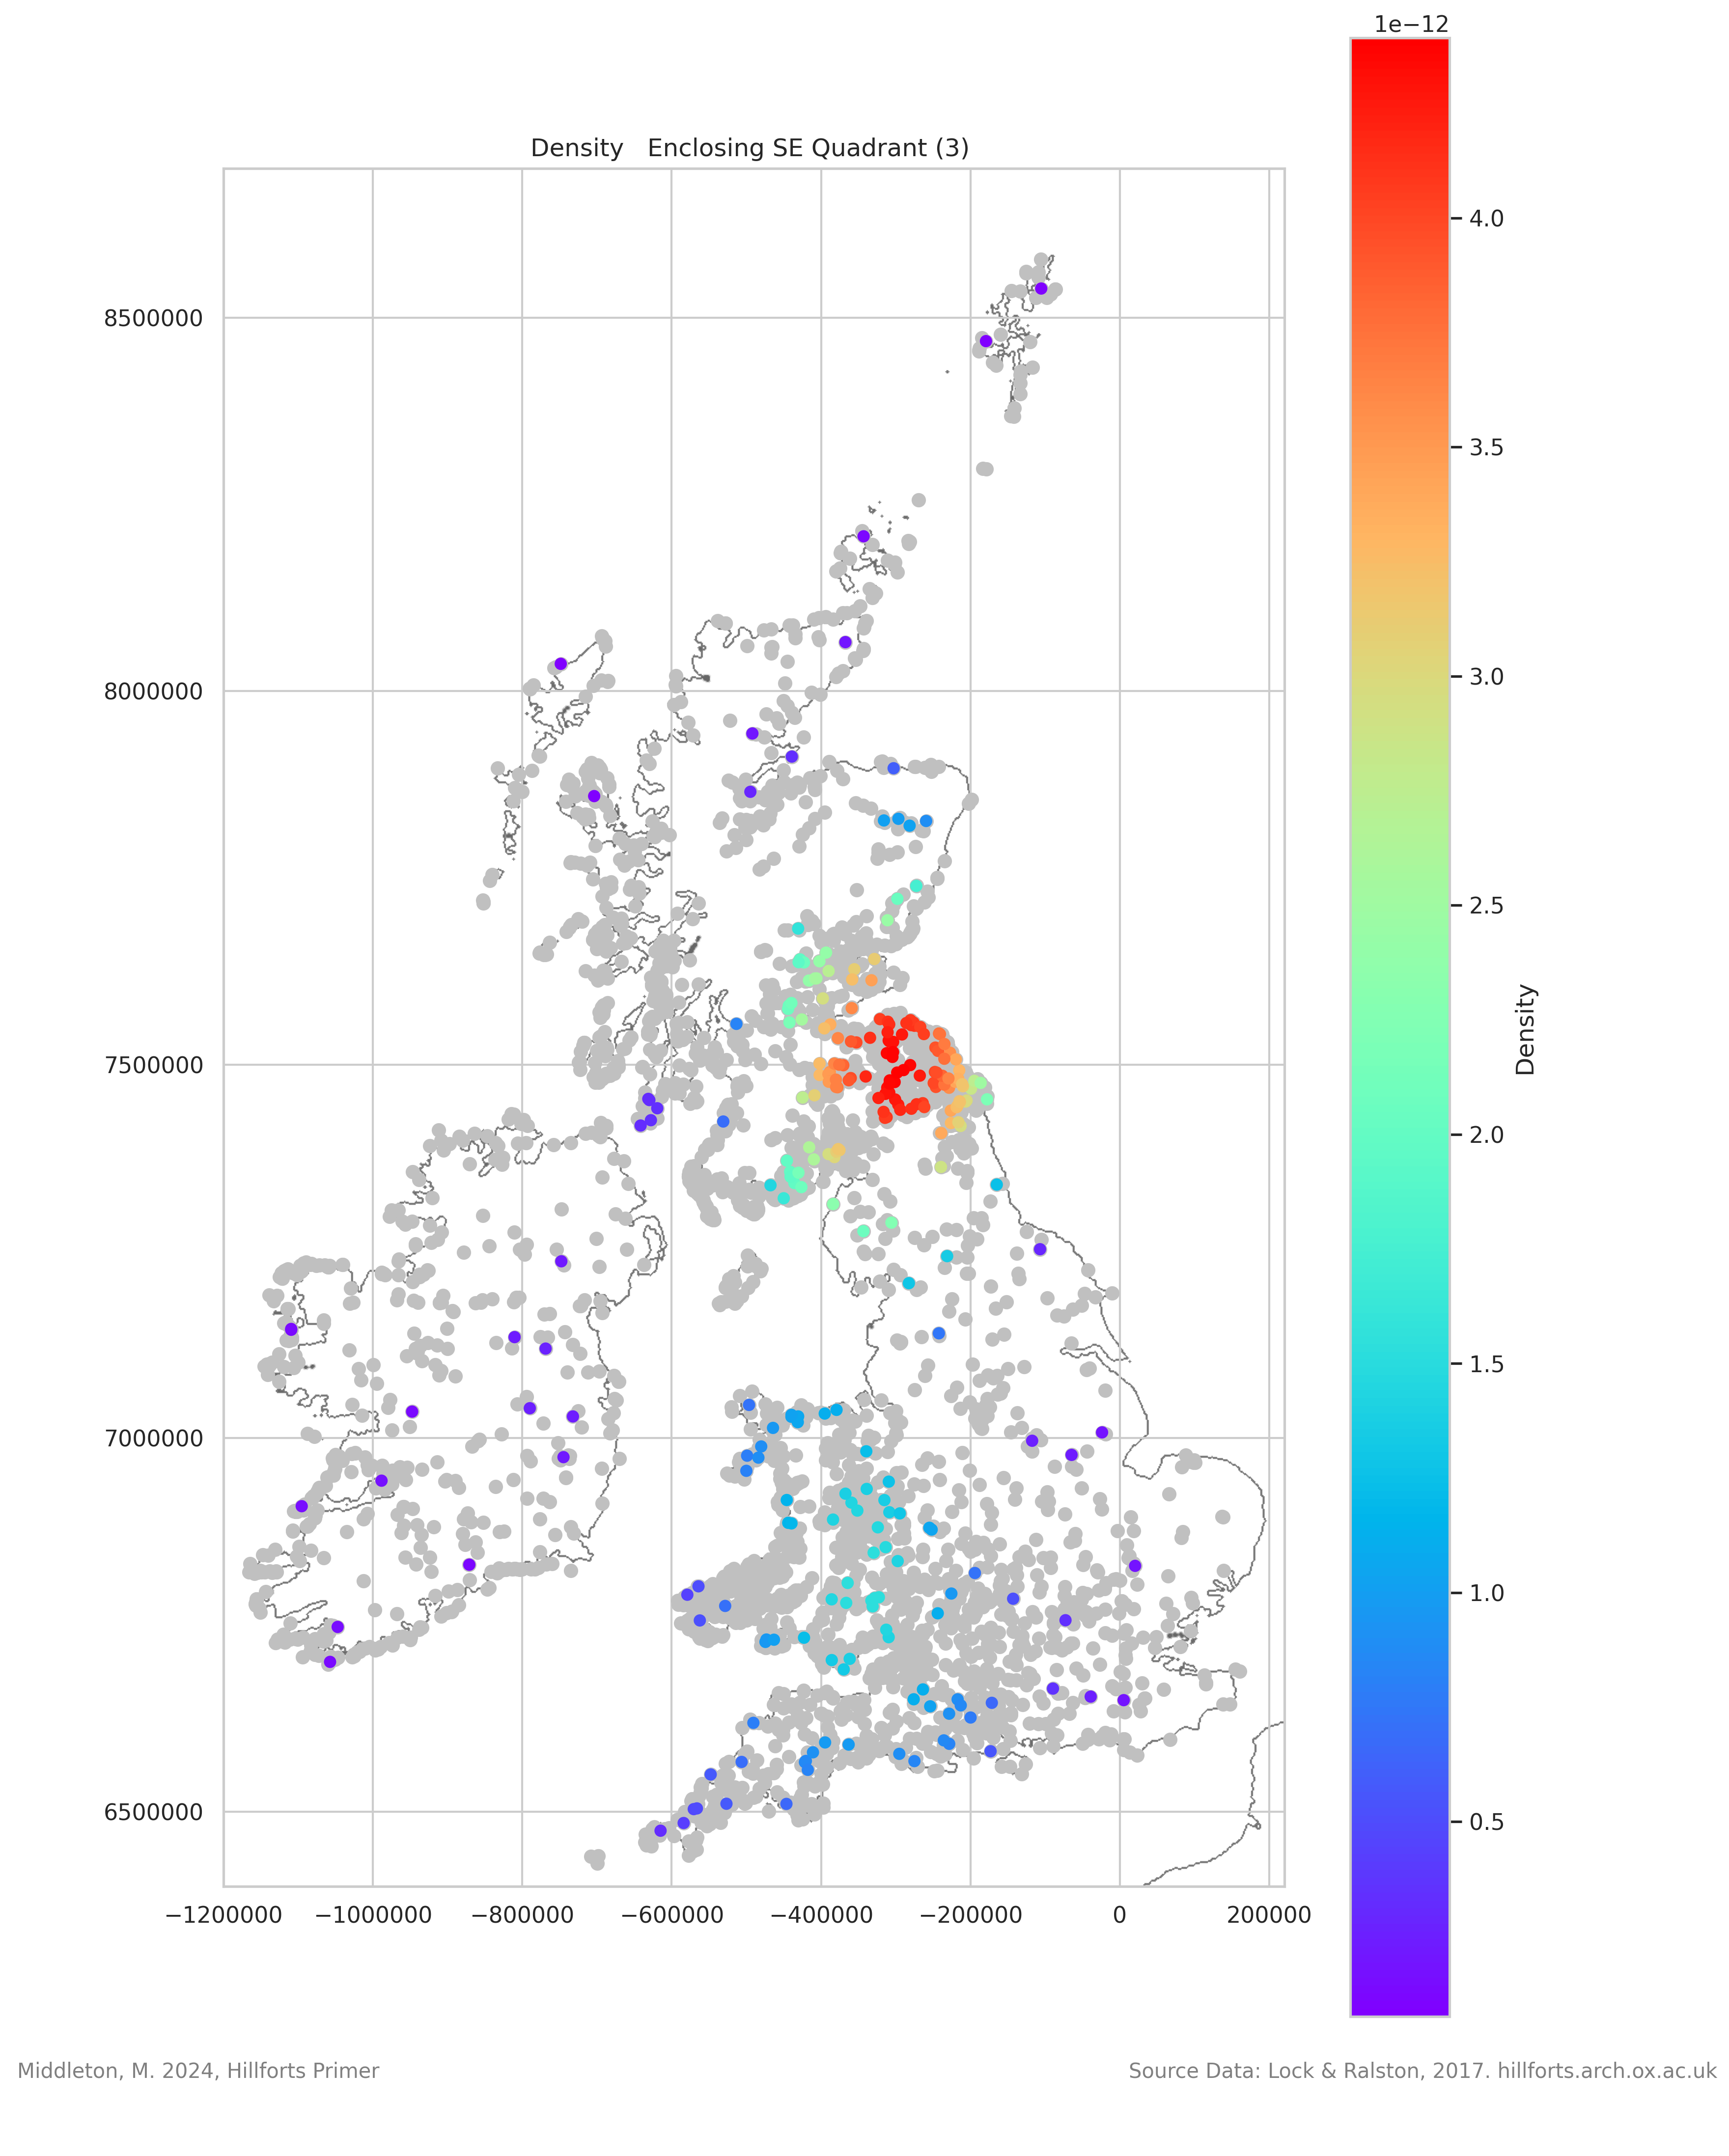 1e−12
Density   Enclosing SE Quadrant (3)
8500000
8000000
7500000
7000000
6500000
−1200000 −1000000 −800000 −600000 −400000 −200000 0 200000
4.0
3.5
3.0
2.5
2.0
1.5
1.0
0.5
Density
Middleton, M. 2024, Hillforts Primer
Source Data: Lock & Ralston, 2017. hillforts.arch.ox.ac.uk